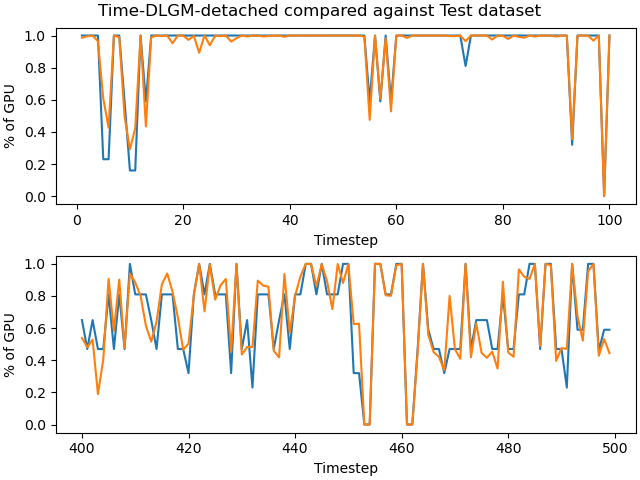 Time-DLGM-detached compared against Test dataset
1.0
0.8
0.6
0.4
0.2
0.0
% of GPU
0 20 40 60 80 100
Timestep
1.0
0.8
0.6
0.4
0.2
0.0
% of GPU
400 420 440 460 480 500
Timestep